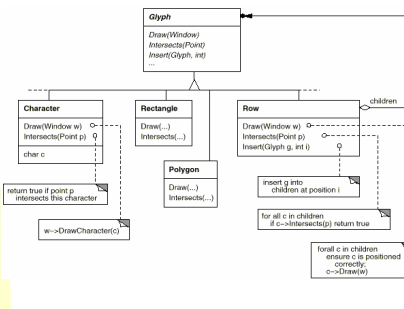 Glyph
Draw(Window)
Intersects(Point)
Insert(Glyph, int)
...
children
Character
Draw(Window w)
Intersects(Point p)
char c
Rectangle
Draw(...)
Intersects(...)
Row
Draw(Window w)
Intersects(Point p)
Insert(Glyph g, int i)
Polygon
Draw(...)
Intersects(...)
return true if point p
intersects this character
w->DrawCharacter(c)
insert g into
children at position i
for all c in children
if c->Intersects(p) return true
forall c in children
ensure c is positioned
correctly;
c->Draw(w)